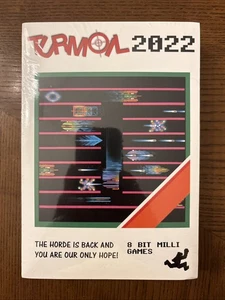 TURMOIL 2022
THE HORDE IS BACK AND
YOU ARE OUR ONLY HOPE!
8 BIT MILLI
GAMES